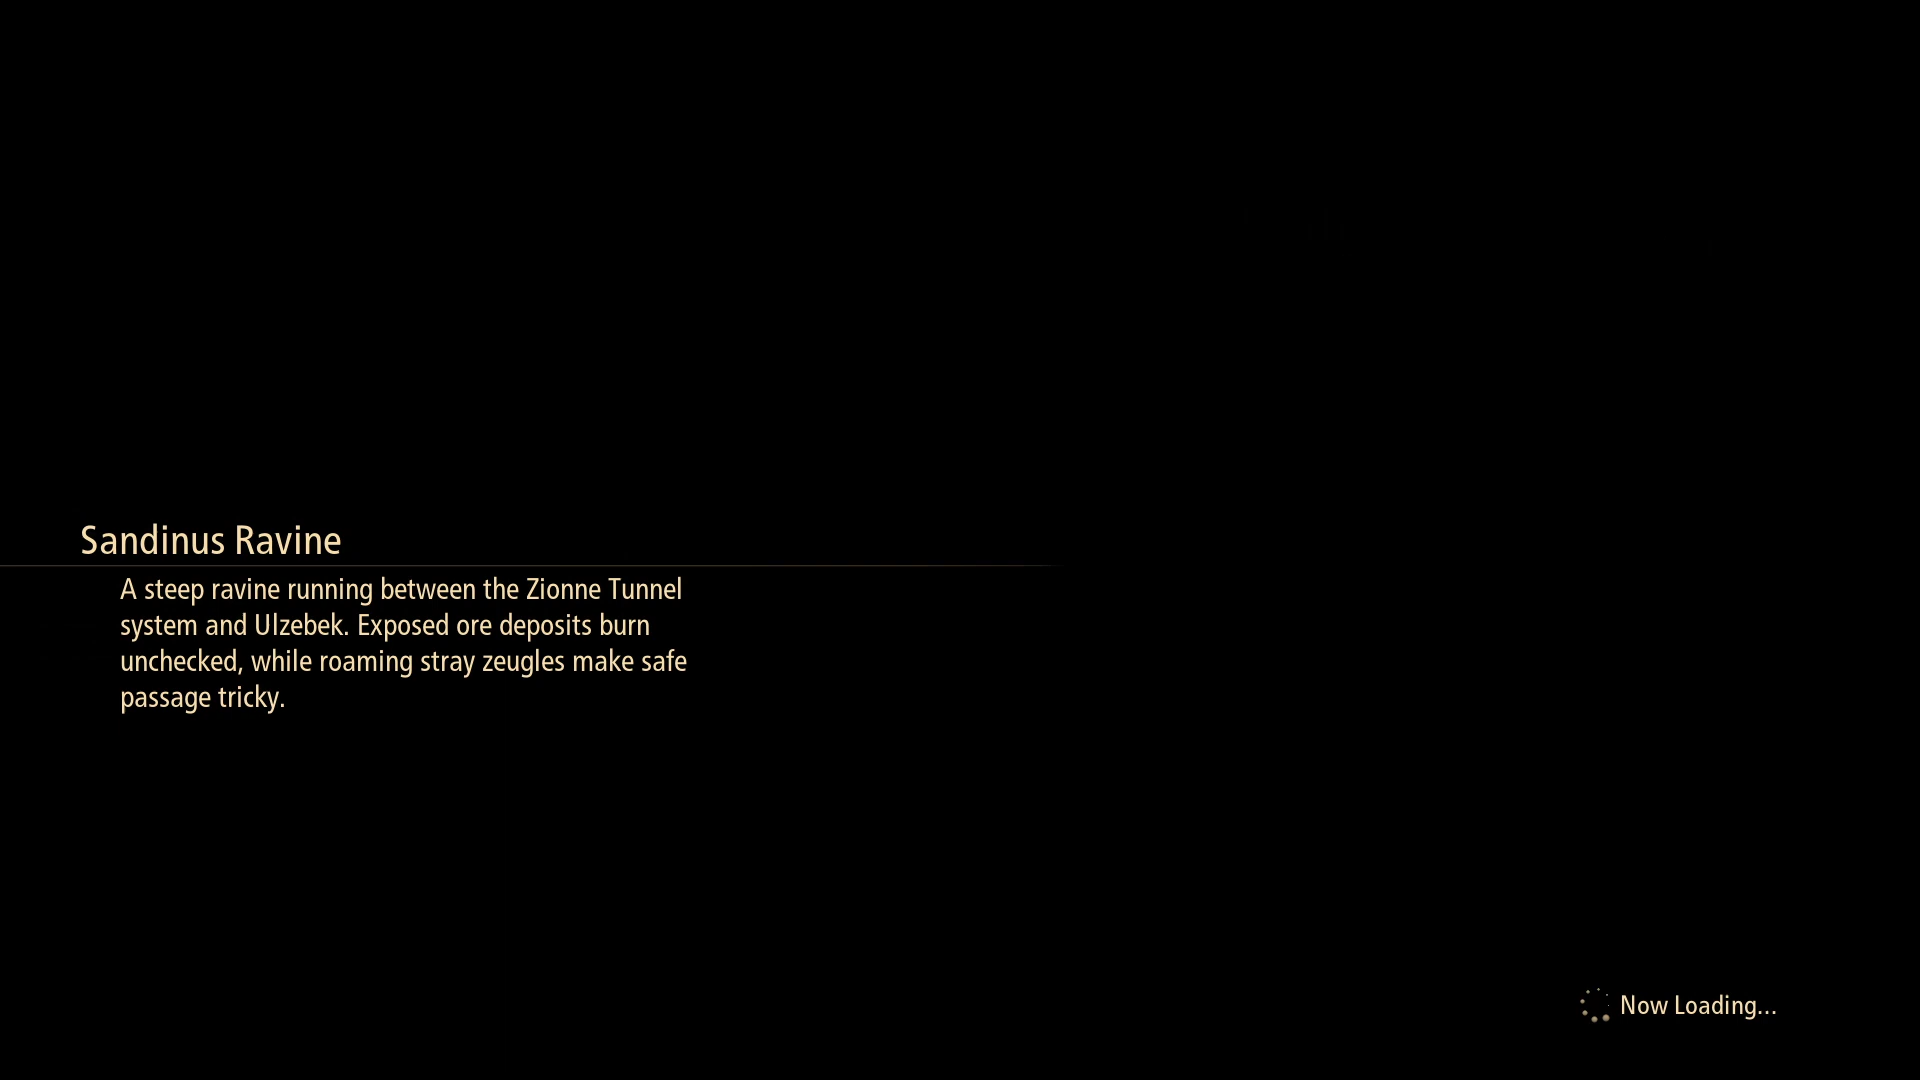 Sandinus Ravine
A steep ravine running between the Zionne Tunnel
system and Ulzebek. Exposed ore deposits burn
unchecked, while roaming stray zeugles make safe
passage tricky.
Now Loading...